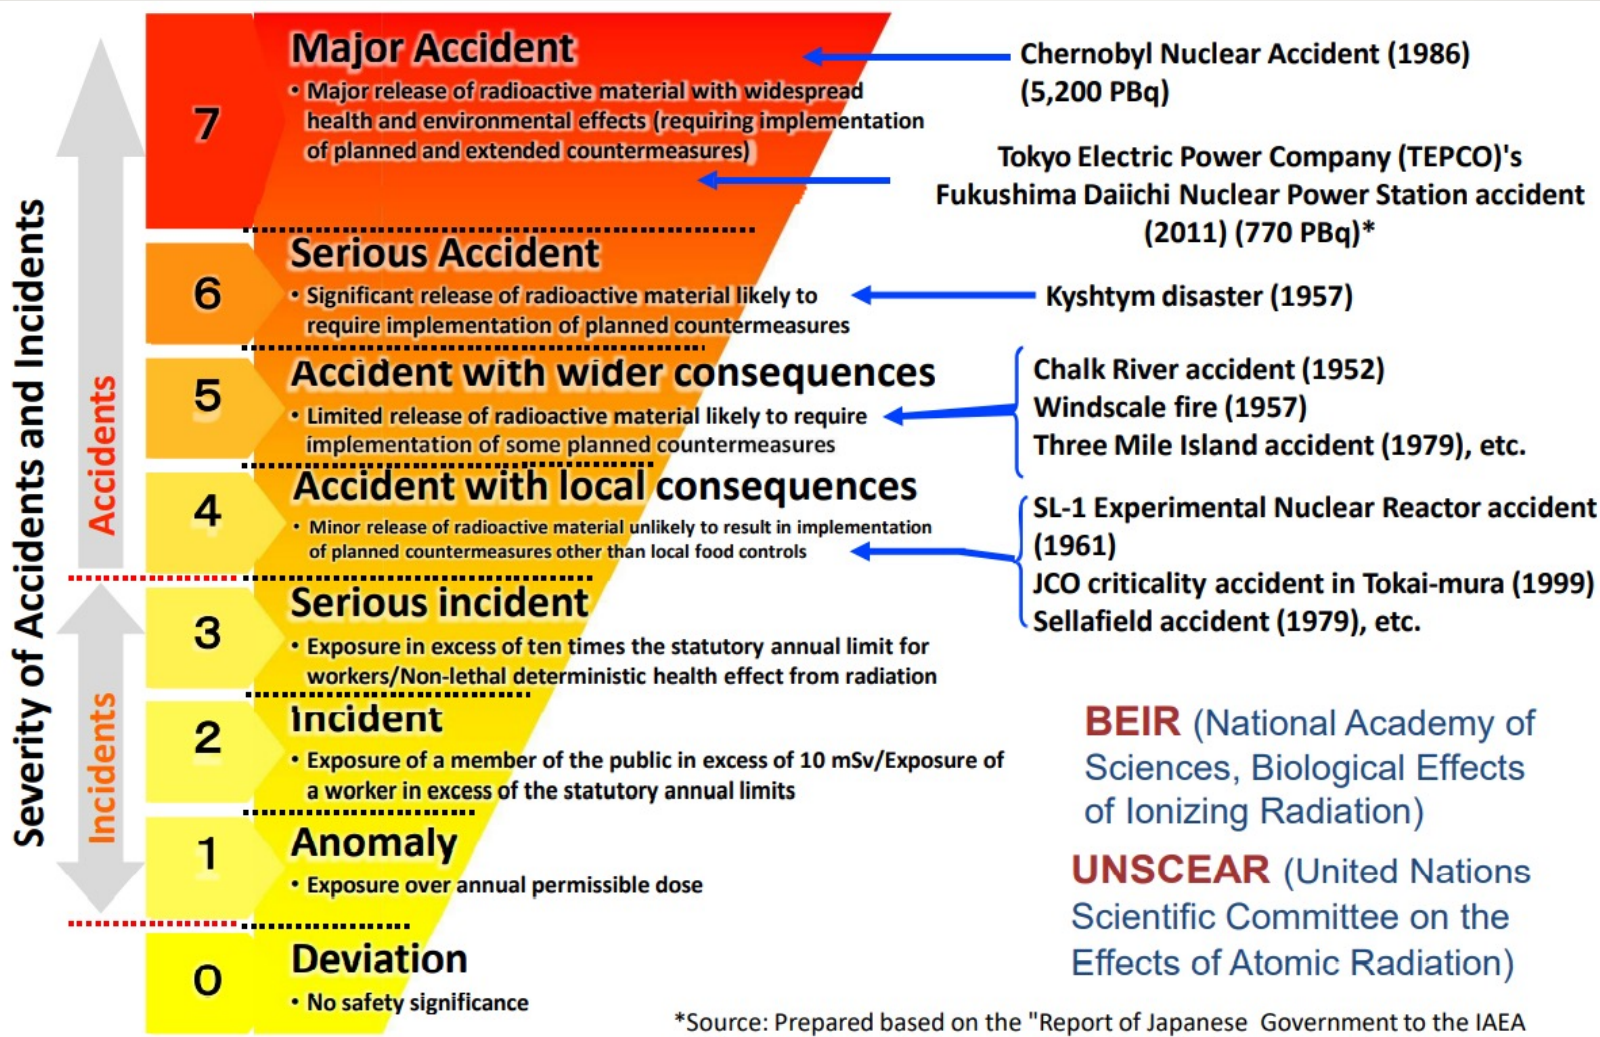 Severity of Accidents and Incidents
Accidents
Incidents
7
Major Accident
• Major release of radioactive material with widespread
health and environmental effects (requiring implementation
of planned and extended countermeasures)
Chernobyl Nuclear Accident (1986)
(5,200 PBq)
Tokyo Electric Power Company (TEPCO)'s
Fukushima Daiichi Nuclear Power Station accident
(2011) (770 PBq)*
6
Serious Accident
• Significant release of radioactive material likely to
require implementation of planned countermeasures
Kyshtym disaster (1957)
5
Accident with wider consequences
• Limited release of radioactive material likely to require
implementation of some planned countermeasures
Chalk River accident (1952)
Windscale fire (1957)
Three Mile Island accident (1979), etc.
4
Accident with local consequences
• Minor release of radioactive material unlikely to result in implementation
of planned countermeasures other than local food controls
SL-1 Experimental Nuclear Reactor accident
(1961)
JCO criticality accident in Tokai-mura (1999)
Sellafield accident (1979), etc.
3
Serious incident
• Exposure in excess of ten times the statutory annual limit for
workers/Non-lethal deterministic health effect from radiation
2
Incident
• Exposure of a member of the public in excess of 10 mSv/Exposure of
a worker in excess of the statutory annual limits
1
Anomaly
• Exposure over annual permissible dose
0
Deviation
• No safety significance
BEIR (National Academy of
Sciences, Biological Effects
of Ionizing Radiation)
UNSCEAR (United Nations
Scientific Committee on the
Effects of Atomic Radiation)
*Source: Prepared based on the "Report of Japanese Government to the IAEA